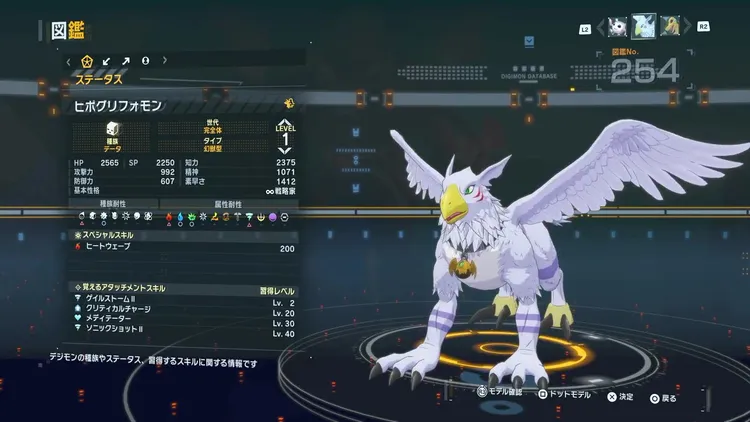 図鑑
L2
R2
ステータス
図鑑No.
254
DIGIMON DATABASE
ヒポグリフォモン
種族
データ
世代
完全体
タイプ
幻獣型
LEVEL
1
HP 2565 SP 2250 知力 2375
攻撃力 992 精神 1071
防御力 607 素早さ 1412
基本性格 ∞戦略家
種族耐性 属性耐性
スペシャルスキル
ヒートウェーブ 200
覚えるアタッチメントスキル 習得レベル
ゲイルストームⅡ Lv. 2
クリティカルチャージ Lv. 20
メディテーター Lv. 30
ソニックショットⅡ Lv. 40
デジモンの種族やステータス、習得するスキルに関する情報です
モデル確認 ドットモデル 決定 戻る